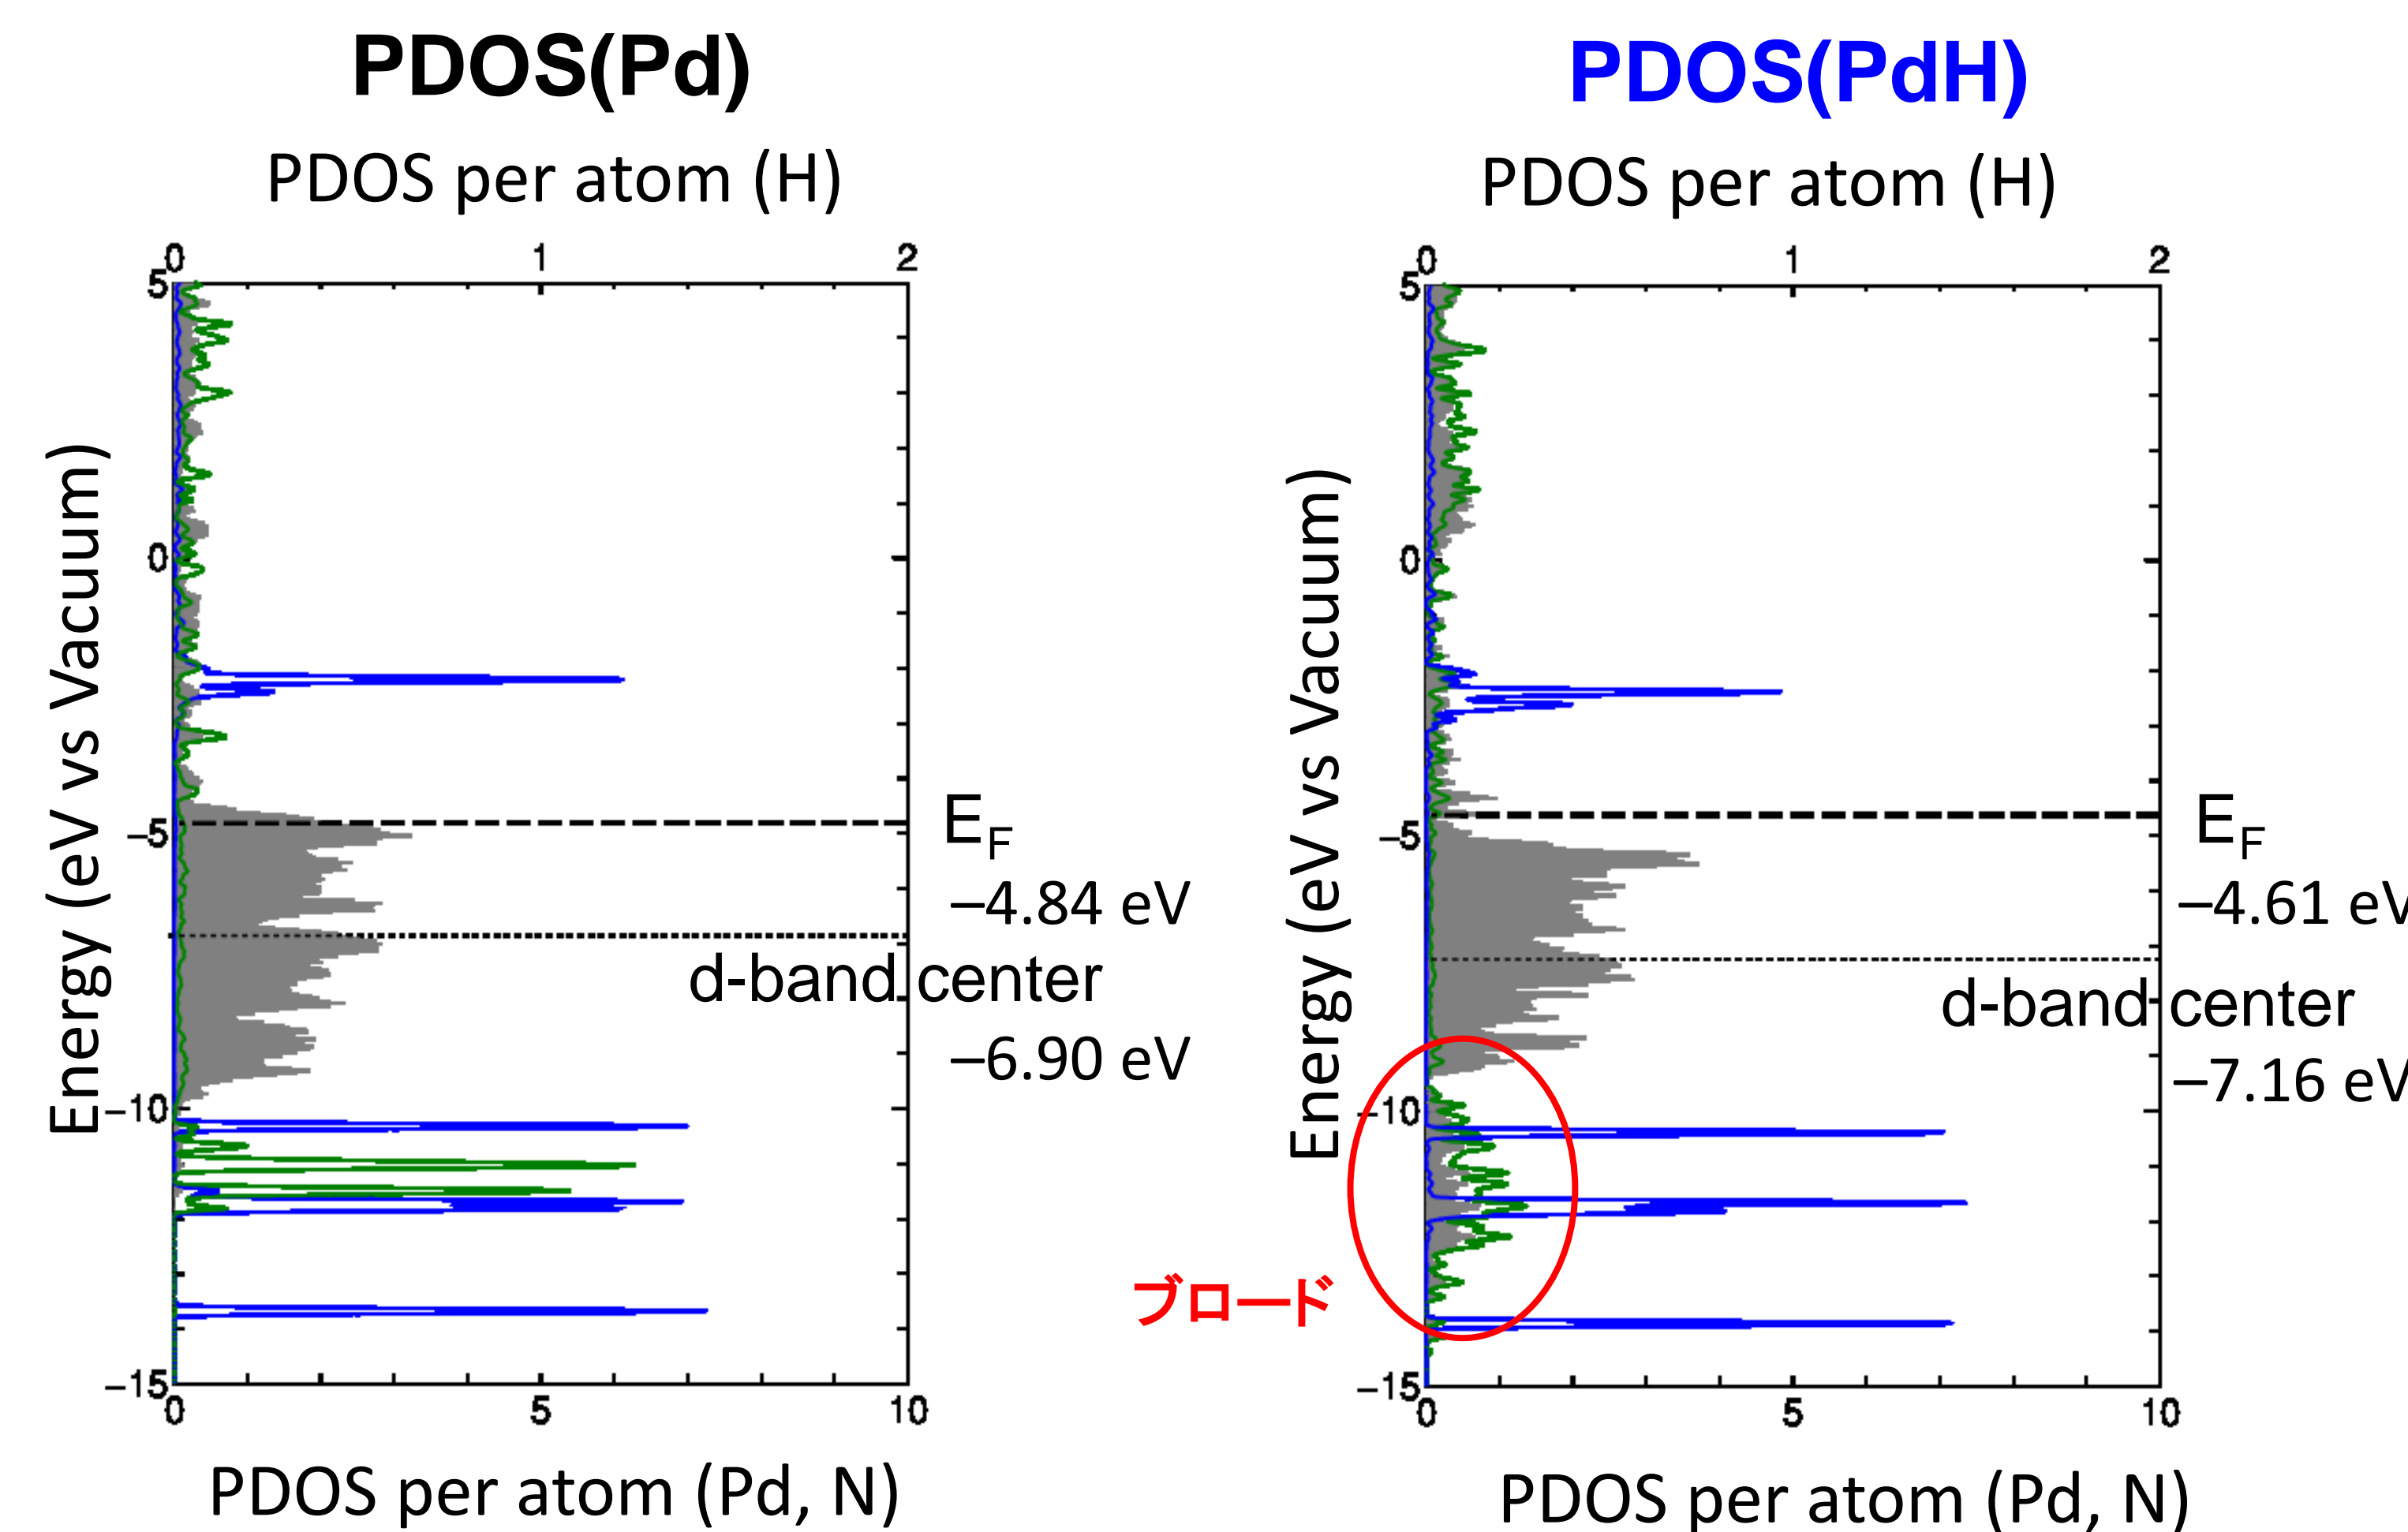 PDOS(Pd)
PDOS per atom (H)
0 1 2
5
0
−5
−10
−15
Energy (eV vs Vacuum)
E_F
−4.84 eV
d-band center
−6.90 eV
0 5 10
PDOS per atom (Pd, N)
PDOS(PdH)
PDOS per atom (H)
0 1 2
5
0
−5
−10
−15
Energy (eV vs Vacuum)
E_F
−4.61 eV
d-band center
−7.16 eV
ブロード
0 5 10
PDOS per atom (Pd, N)